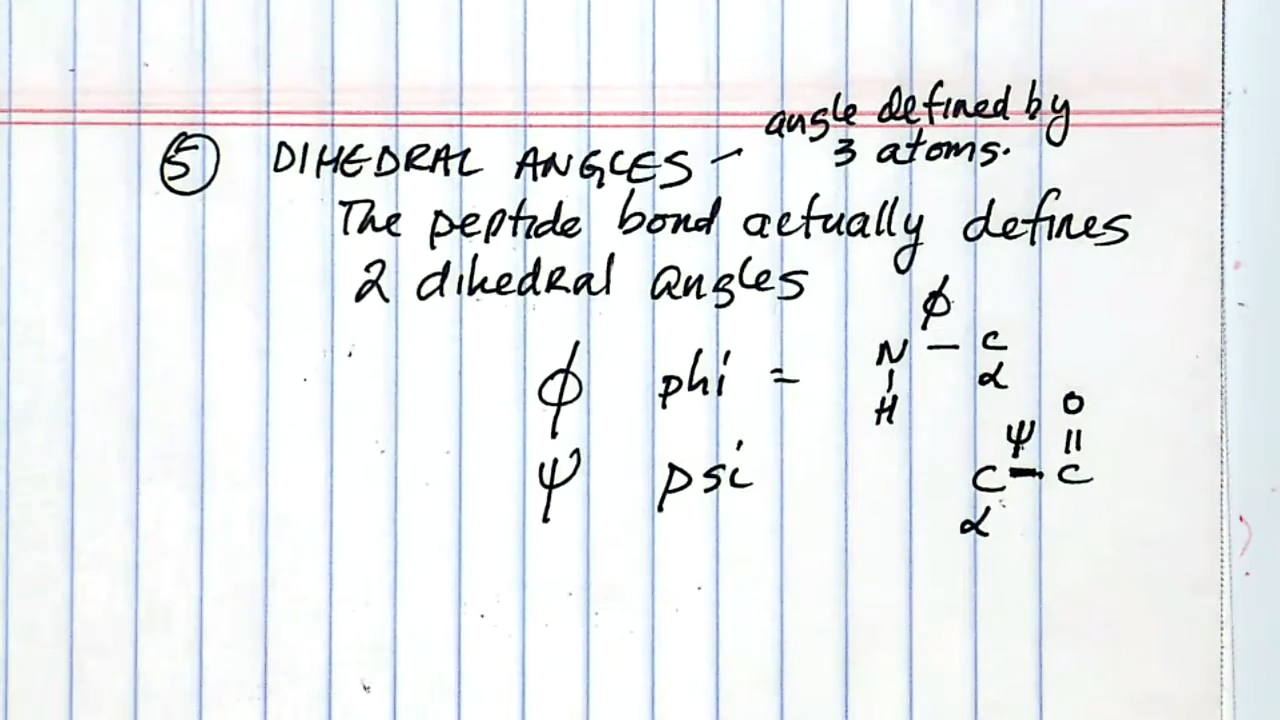 angle defined by
⑤ DIHEDRAL ANGLES – 3 atoms.
The peptide bond actually defines
2 dihedral angles
ϕ
ϕ phi = N – C
H α
O
ψ ||
ψ psi C – C
α